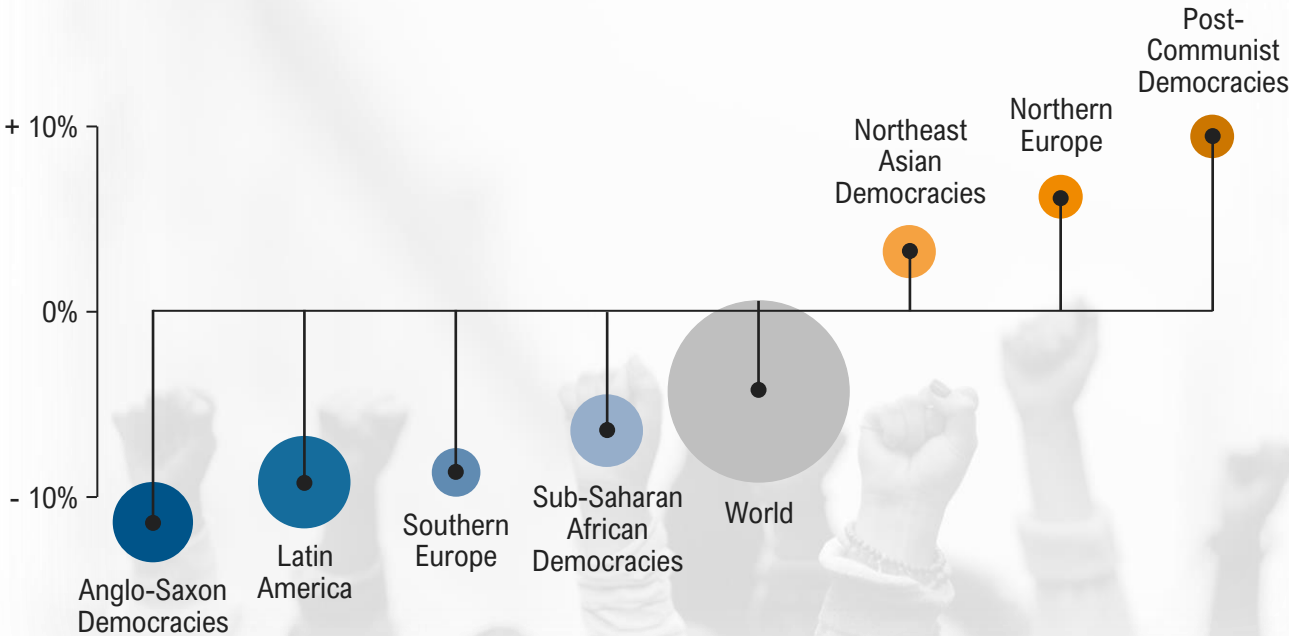 Post-
Communist
Democracies
+ 10%
Northeast
Asian
Democracies
Northern
Europe
0%
- 10%
Anglo-Saxon
Democracies
Latin
America
Southern
Europe
Sub-Saharan
African
Democracies
World